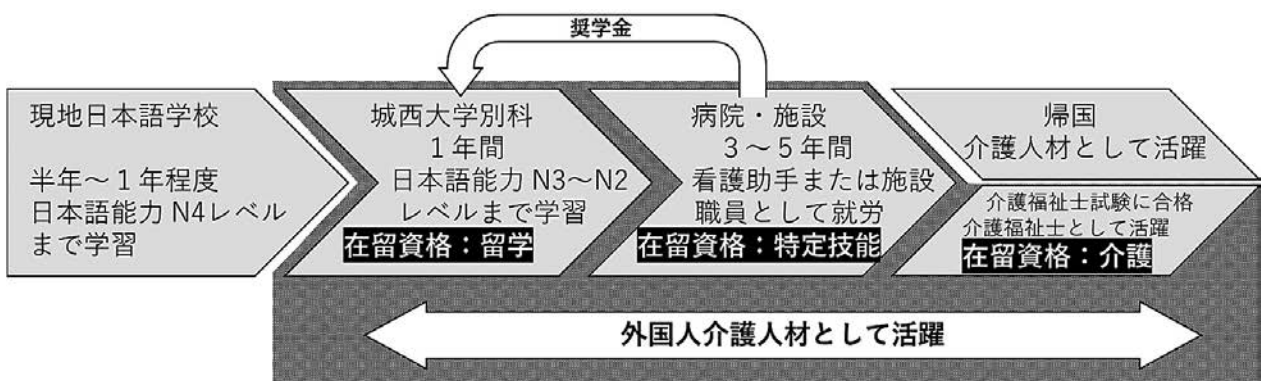 奨学金
現地日本語学校
半年～１年程度
日本語能力 N4レベル
まで学習
城西大学別科
１年間
日本語能力 N3～N2
レベルまで学習
在留資格：留学
病院・施設
３～５年間
看護助手または施設
職員として就労
在留資格：特定技能
帰国
介護人材として活躍
介護福祉士試験に合格
介護福祉士として活躍
在留資格：介護
外国人介護人材として活躍